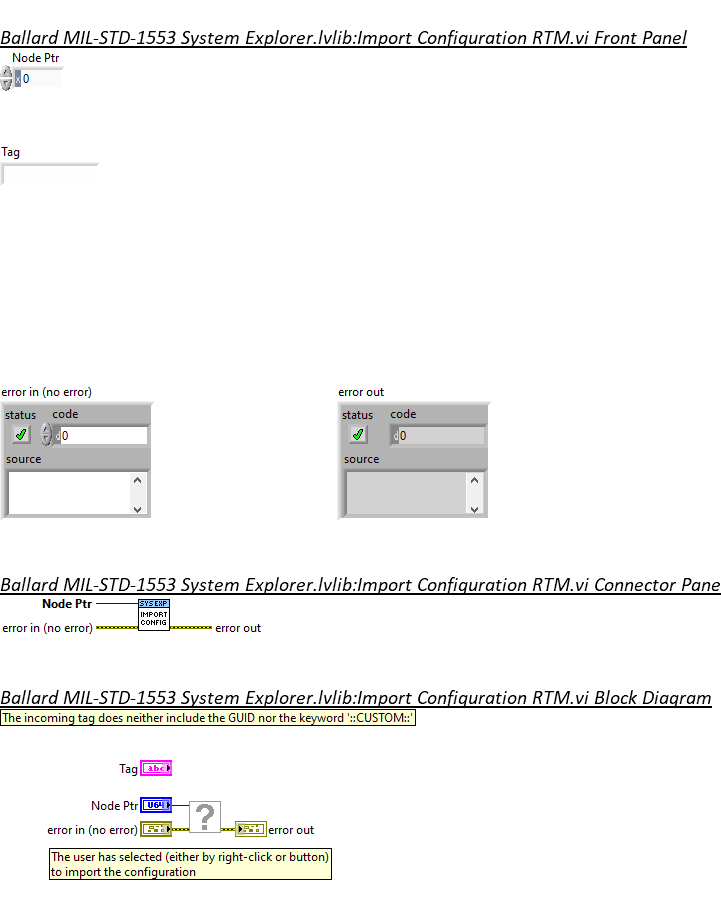 Ballard MIL-STD-1553 System Explorer.lvlib:Import Configuration RTM.vi Front Panel
Node Ptr
x 0
Tag
error in (no error)
error out
status code
d 0
source
status code
d 0
source
Ballard MIL-STD-1553 System Explorer.lvlib:Import Configuration RTM.vi Connector Pane
Node Ptr
SYS EXP
IMPORT
CONFIG
error in (no error)
error out
Ballard MIL-STD-1553 System Explorer.lvlib:Import Configuration RTM.vi Block Diagram
The incoming tag does neither include the GUID nor the keyword '::CUSTOM::'
Tag abc
Node Ptr U64
?
error in (no error)
error out
The user has selected (either by right-click or button)
to import the configuration